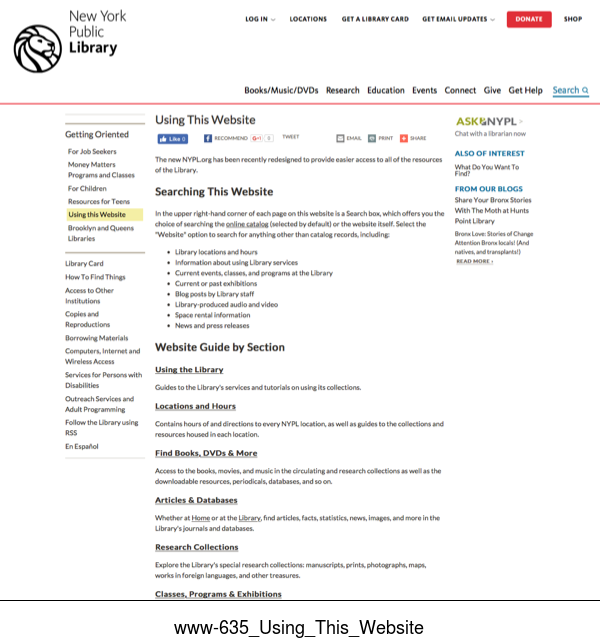 New York
Public
Library
LOG IN
LOCATIONS
GET A LIBRARY CARD
GET EMAIL UPDATES
DONATE
SHOP
Books/Music/DVDs Research Education Events Connect Give Get Help Search
Getting Oriented
For Job Seekers
Money Matters
Programs and Classes
For Children
Resources for Teens
Using this Website
Brooklyn and Queens
Libraries
Library Card
How To Find Things
Access to Other
Institutions
Copies and
Reproductions
Borrowing Materials
Computers, Internet and
Wireless Access
Services for Persons with
Disabilities
Outreach Services and
Adult Programming
Follow the Library using
RSS
En Español
Using This Website
Like 0 RECOMMEND G+1 0 TWEET EMAIL PRINT SHARE
The new NYPL.org has been recently redesigned to provide easier access to all of the resources
of the Library.
Searching This Website
In the upper right-hand corner of each page on this website is a Search box, which offers you the
choice of searching the online catalog (selected by default) or the website itself. Select the
"Website" option to search for anything other than catalog records, including:
• Library locations and hours
• Information about using Library services
• Current events, classes, and programs at the Library
• Current or past exhibitions
• Blog posts by Library staff
• Library-produced audio and video
• Space rental information
• News and press releases
Website Guide by Section
Using the Library
Guides to the Library's services and tutorials on using its collections.
Locations and Hours
Contains hours of and directions to every NYPL location, as well as guides to the collections and
resources housed in each location.
Find Books, DVDs & More
Access to the books, movies, and music in the circulating and research collections as well as the
downloadable resources, periodicals, databases, and so on.
Articles & Databases
Whether at Home or at the Library, find articles, facts, statistics, news, images, and more in the
Library's journals and databases.
Research Collections
Explore the Library's special research collections: manuscripts, prints, photographs, maps,
works in foreign languages, and other treasures.
Classes, Programs & Exhibitions
ASK NYPL >
Chat with a librarian now
ALSO OF INTEREST
What Do You Want To
Find?
FROM OUR BLOGS
Share Your Bronx Stories
With The Moth at Hunts
Point Library
Bronx Love: Stories of Change
Attention Bronx locals! (And
natives, and transplants!)
READ MORE ›
www-635_Using_This_Website